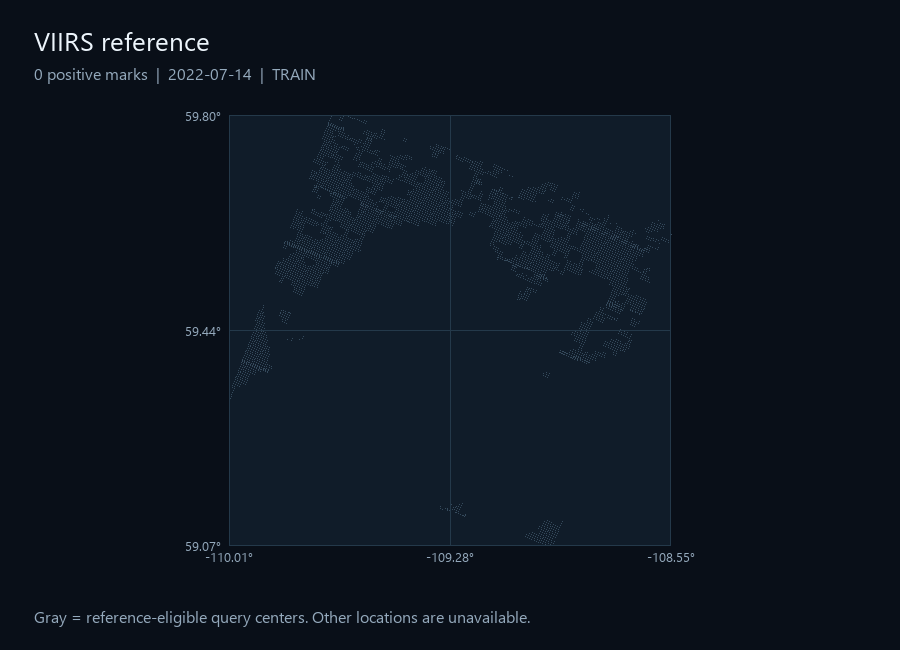 VIIRS reference
0 positive marks | 2022-07-14 | TRAIN
59.80°
59.44°
59.07°
-110.01° -109.28° -108.55°
Gray = reference-eligible query centers. Other locations are unavailable.